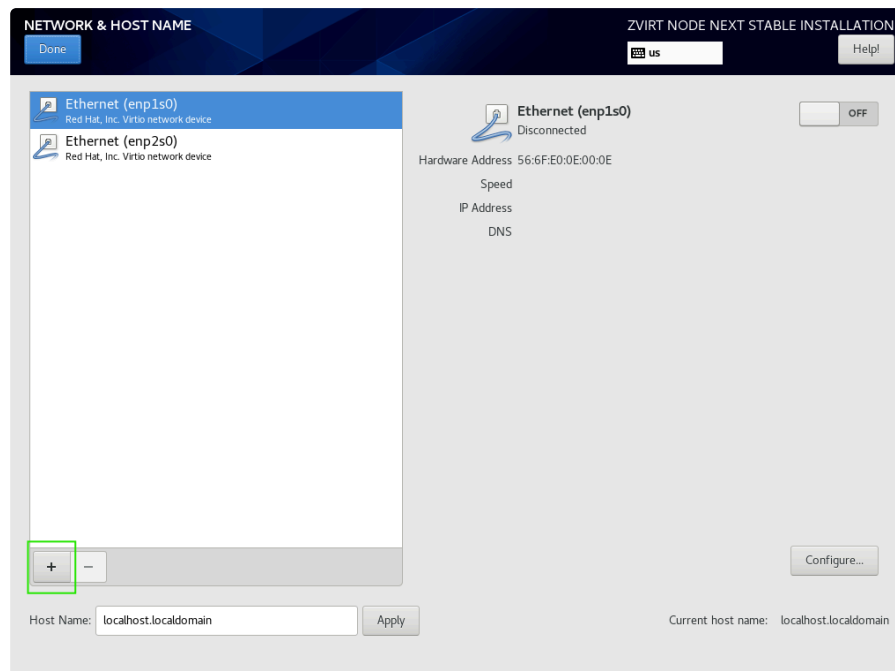 NETWORK & HOST NAME
ZVIRT NODE NEXT STABLE INSTALLATION
Done
us
Help!
Ethernet (enp1s0)
Red Hat, Inc. Virtio network device
Ethernet (enp2s0)
Red Hat, Inc. Virtio network device
Ethernet (enp1s0)
Disconnected
OFF
Hardware Address 56:6F:E0:0E:00:0E
Speed
IP Address
DNS
+ −
Configure...
Host Name: localhost.localdomain Apply
Current host name: localhost.localdomain